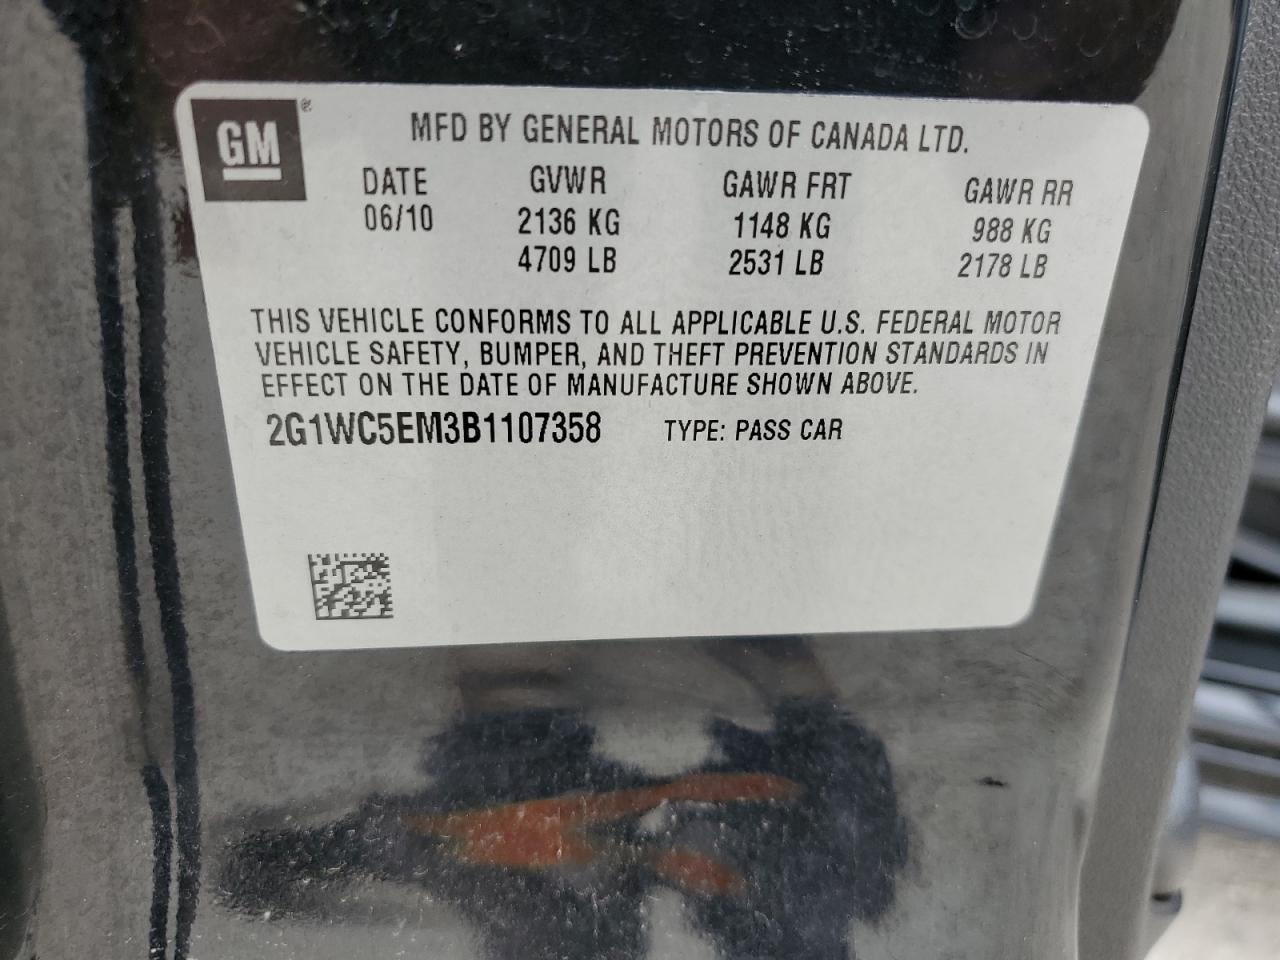 GM®
MFD BY GENERAL MOTORS OF CANADA LTD.
DATE GVWR GAWR FRT GAWR RR
06/10 2136 KG 1148 KG 988 KG
4709 LB 2531 LB 2178 LB
THIS VEHICLE CONFORMS TO ALL APPLICABLE U.S. FEDERAL MOTOR
VEHICLE SAFETY, BUMPER, AND THEFT PREVENTION STANDARDS IN
EFFECT ON THE DATE OF MANUFACTURE SHOWN ABOVE.
2G1WC5EM3B1107358 TYPE: PASS CAR